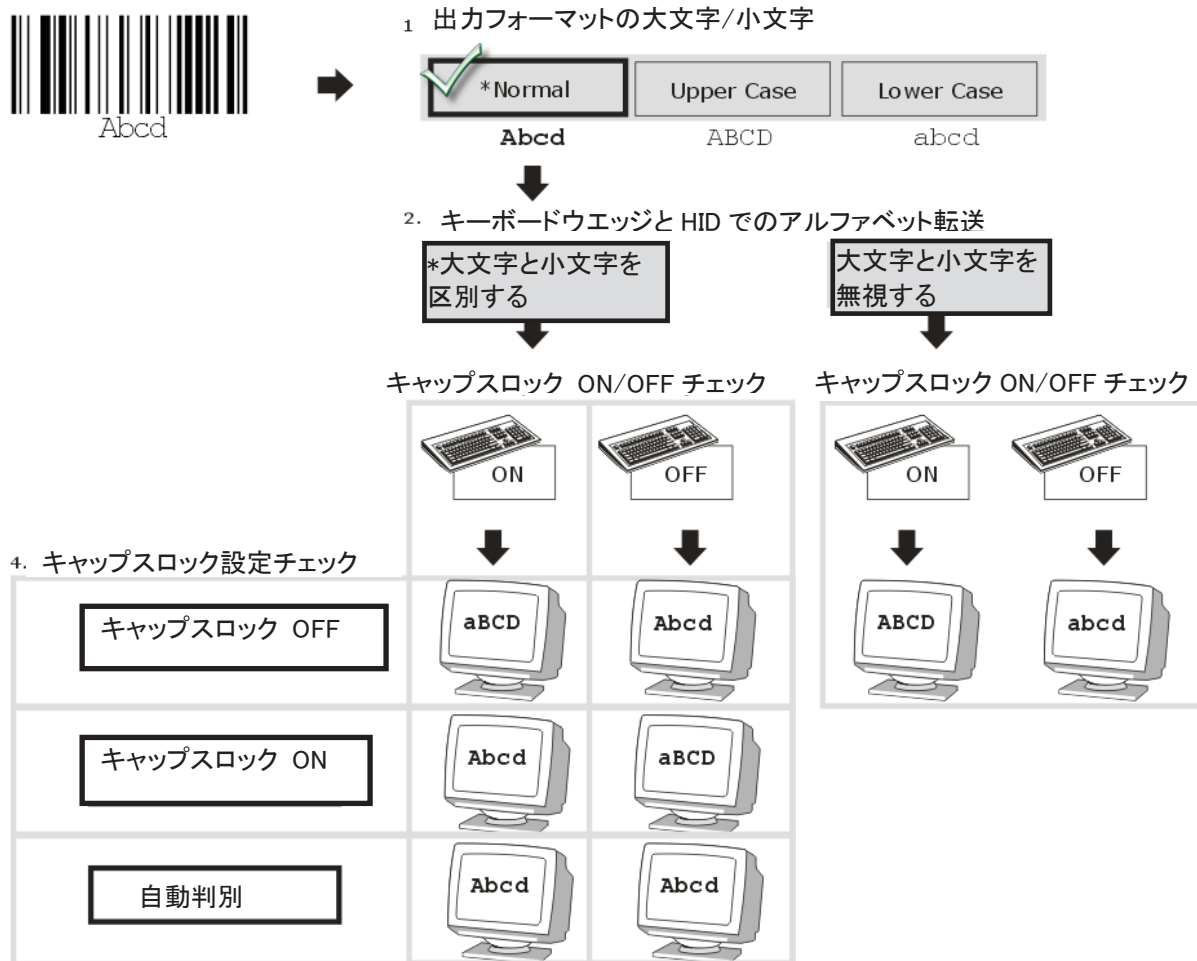 Abcd
1 出力フォーマットの大文字/小文字
*Normal Upper Case Lower Case
Abcd ABCD abcd
2. キーボードウエッジと HID でのアルファベット転送
*大文字と小文字を
区別する
大文字と小文字を
無視する
キャップスロック ON/OFF チェック
キャップスロック ON/OFF チェック
ON OFF ON OFF
4. キャップスロック設定チェック
キャップスロック OFF
aBCD Abcd ABCD abcd
キャップスロック ON
Abcd aBCD
自動判別
Abcd Abcd